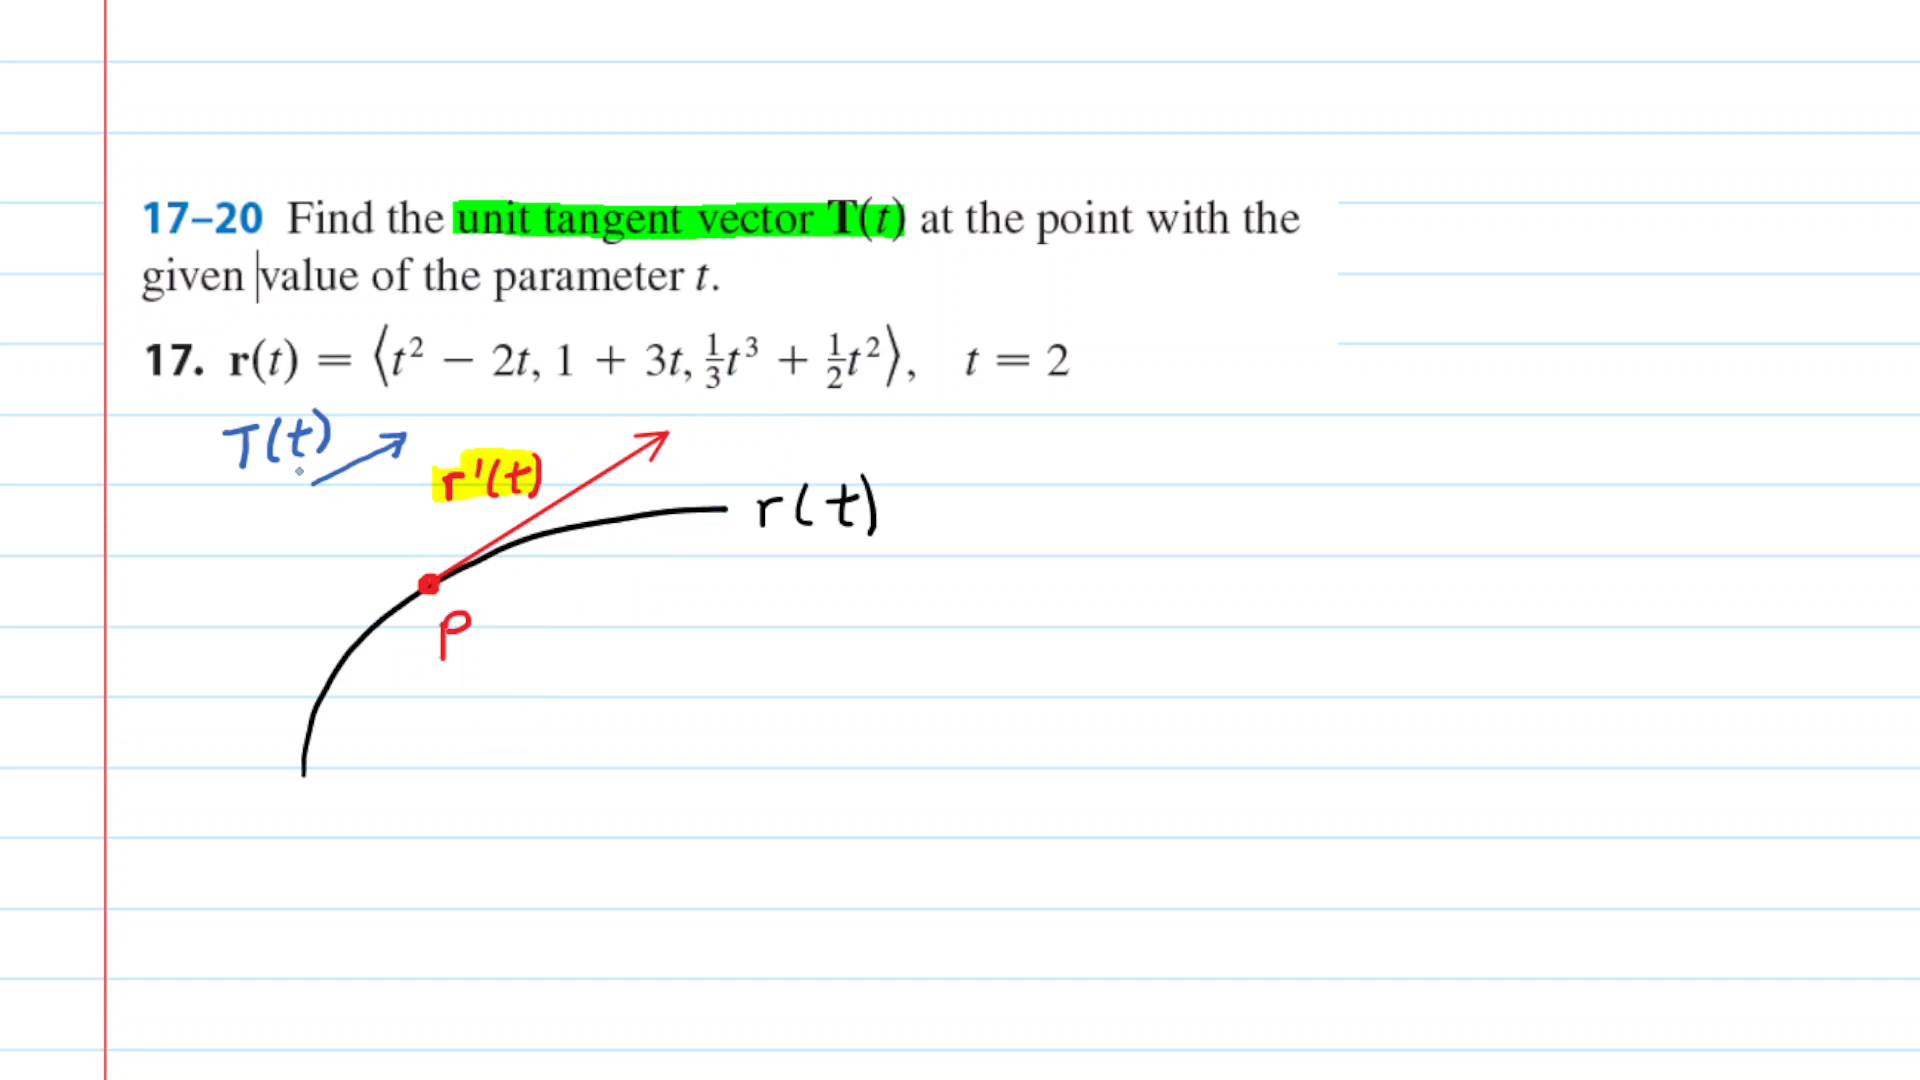 17–20 Find the unit tangent vector T(t) at the point with the
given value of the parameter t.
17. r(t) = ⟨t² − 2t, 1 + 3t, ⅓t³ + ½t²⟩, t = 2
T(t)
r'(t)
r(t)
P